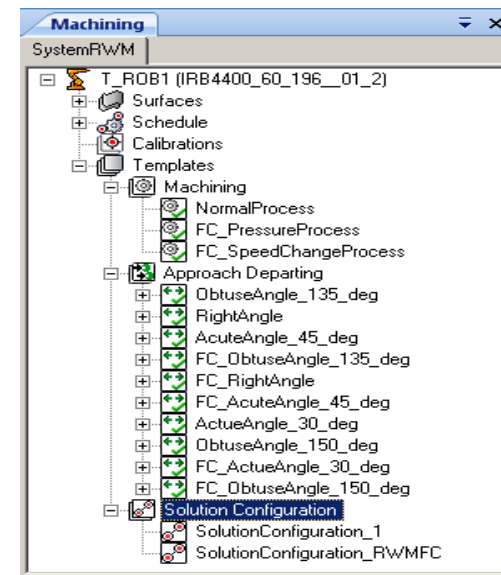 Machining
SystemRWM
T_ROB1 (IRB4400_60_196__01_2)
Surfaces
Schedule
Calibrations
Templates
Machining
NormalProcess
FC_PressureProcess
FC_SpeedChangeProcess
Approach Departing
ObtuseAngle_135_deg
RightAngle
AcuteAngle_45_deg
FC_ObtuseAngle_135_deg
FC_RightAngle
FC_AcuteAngle_45_deg
ActueAngle_30_deg
ObtuseAngle_150_deg
FC_ActueAngle_30_deg
FC_ObtuseAngle_150_deg
Solution Configuration
SolutionConfiguration_1
SolutionConfiguration_RWMFC